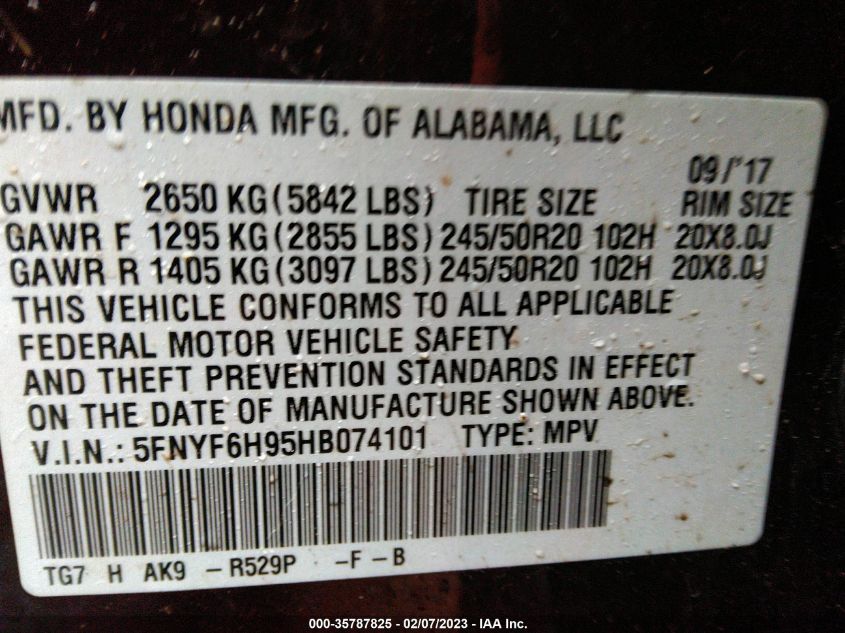 MFD. BY HONDA MFG. OF ALABAMA, LLC
09/'17
GVWR 2650 KG (5842 LBS) TIRE SIZE RIM SIZE
GAWR F 1295 KG (2855 LBS) 245/50R20 102H 20X8.0J
GAWR R 1405 KG (3097 LBS) 245/50R20 102H 20X8.0J
THIS VEHICLE CONFORMS TO ALL APPLICABLE
FEDERAL MOTOR VEHICLE SAFETY
AND THEFT PREVENTION STANDARDS IN EFFECT
ON THE DATE OF MANUFACTURE SHOWN ABOVE.
V.I.N.: 5FNYF6H95HB074101 TYPE: MPV
TG7 H AK9 - R529P - F - B
000-35787825 - 02/07/2023 - IAA Inc.